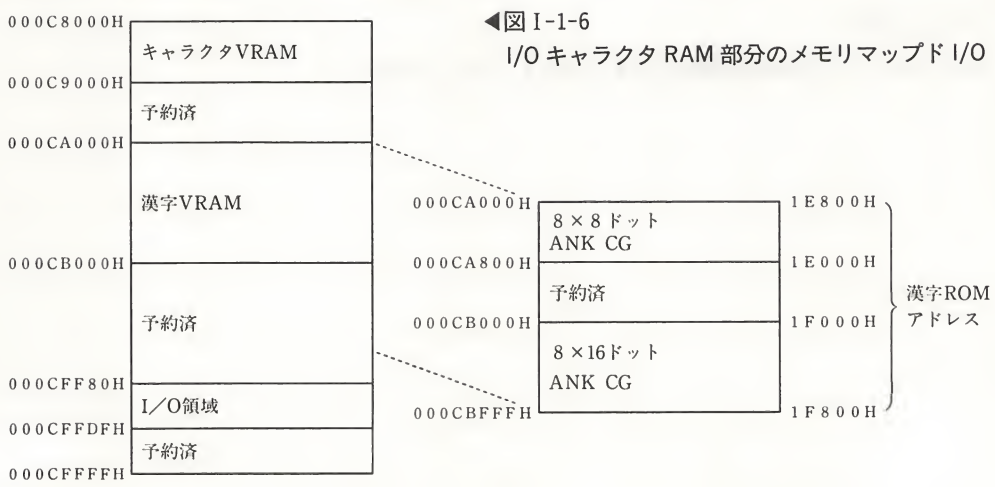 ◀図 I-1-6
I/O キャラクタ RAM 部分のメモリマップド I/O
000C8000H
キャラクタVRAM
000C9000H
予約済
000CA000H
漢字VRAM
000CB000H
予約済
000CFF80H
I/O領域
000CFFDFH
予約済
000CFFFFH
000CA000H
8×8ドット
ANK CG
1E800H
000CA800H
予約済
1E000H
000CB000H
8×16ドット
ANK CG
1F000H
000CBFFFH
1F800H
漢字ROM
アドレス